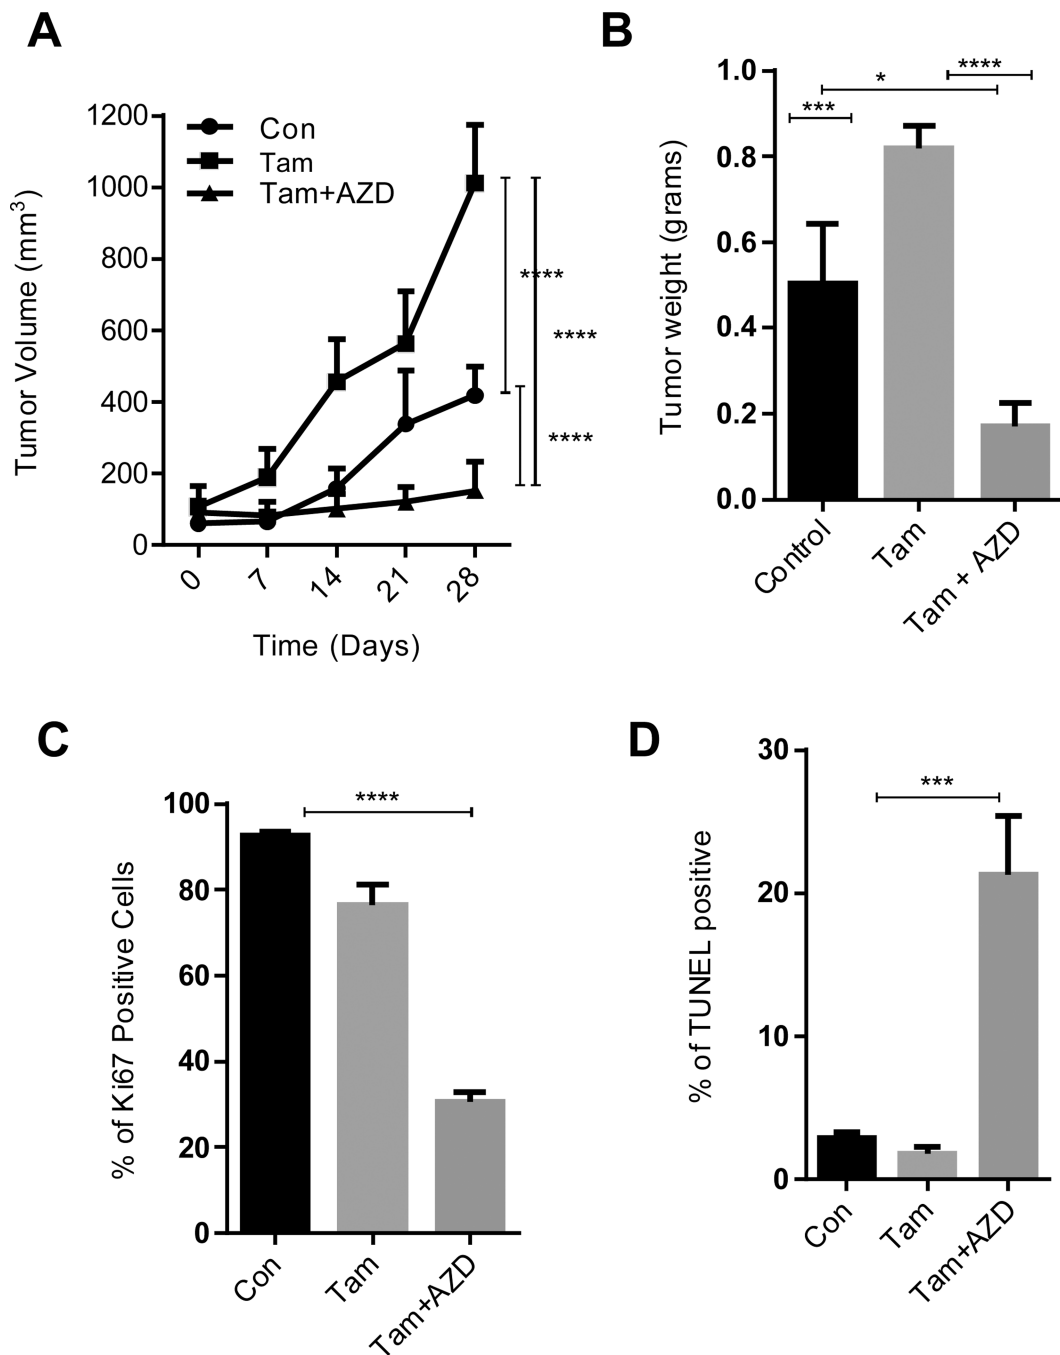 A
Tumor Volume (mm³)
1200
1000
800
600
400
200
0
Con
Tam
Tam+AZD
****
****
****
0
7
14
21
28
Time (Days)
B
Tumor weight (grams)
1.0
0.8
0.6
0.4
0.2
0.0
****
*
***
Control
Tam
Tam + AZD
C
% of Ki67 Positive Cells
100
80
60
40
20
0
****
Con
Tam
Tam+AZD
D
% of TUNEL positive
30
20
10
0
***
Con
Tam
Tam+AZD